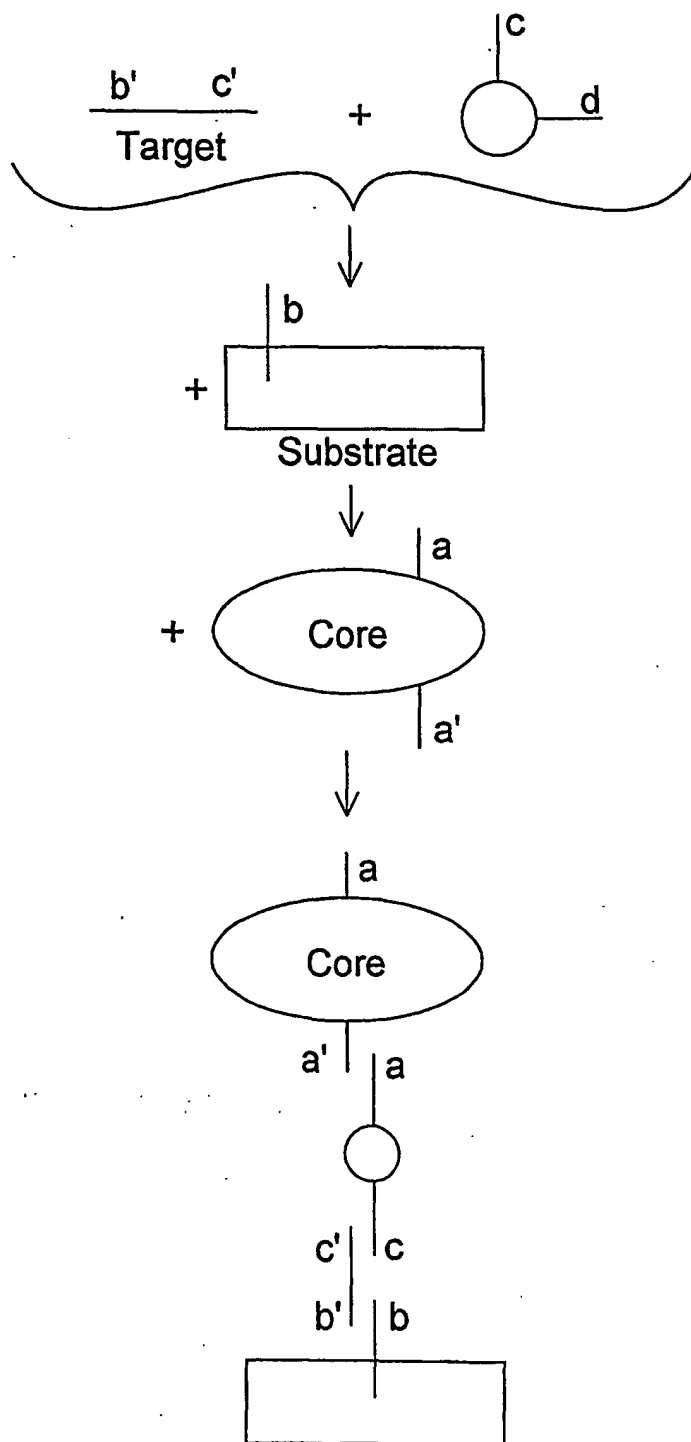 c
b' c' + d
Target
b
+
Substrate
a
+ Core
a'
a
Core
a' a
c' c
b' b